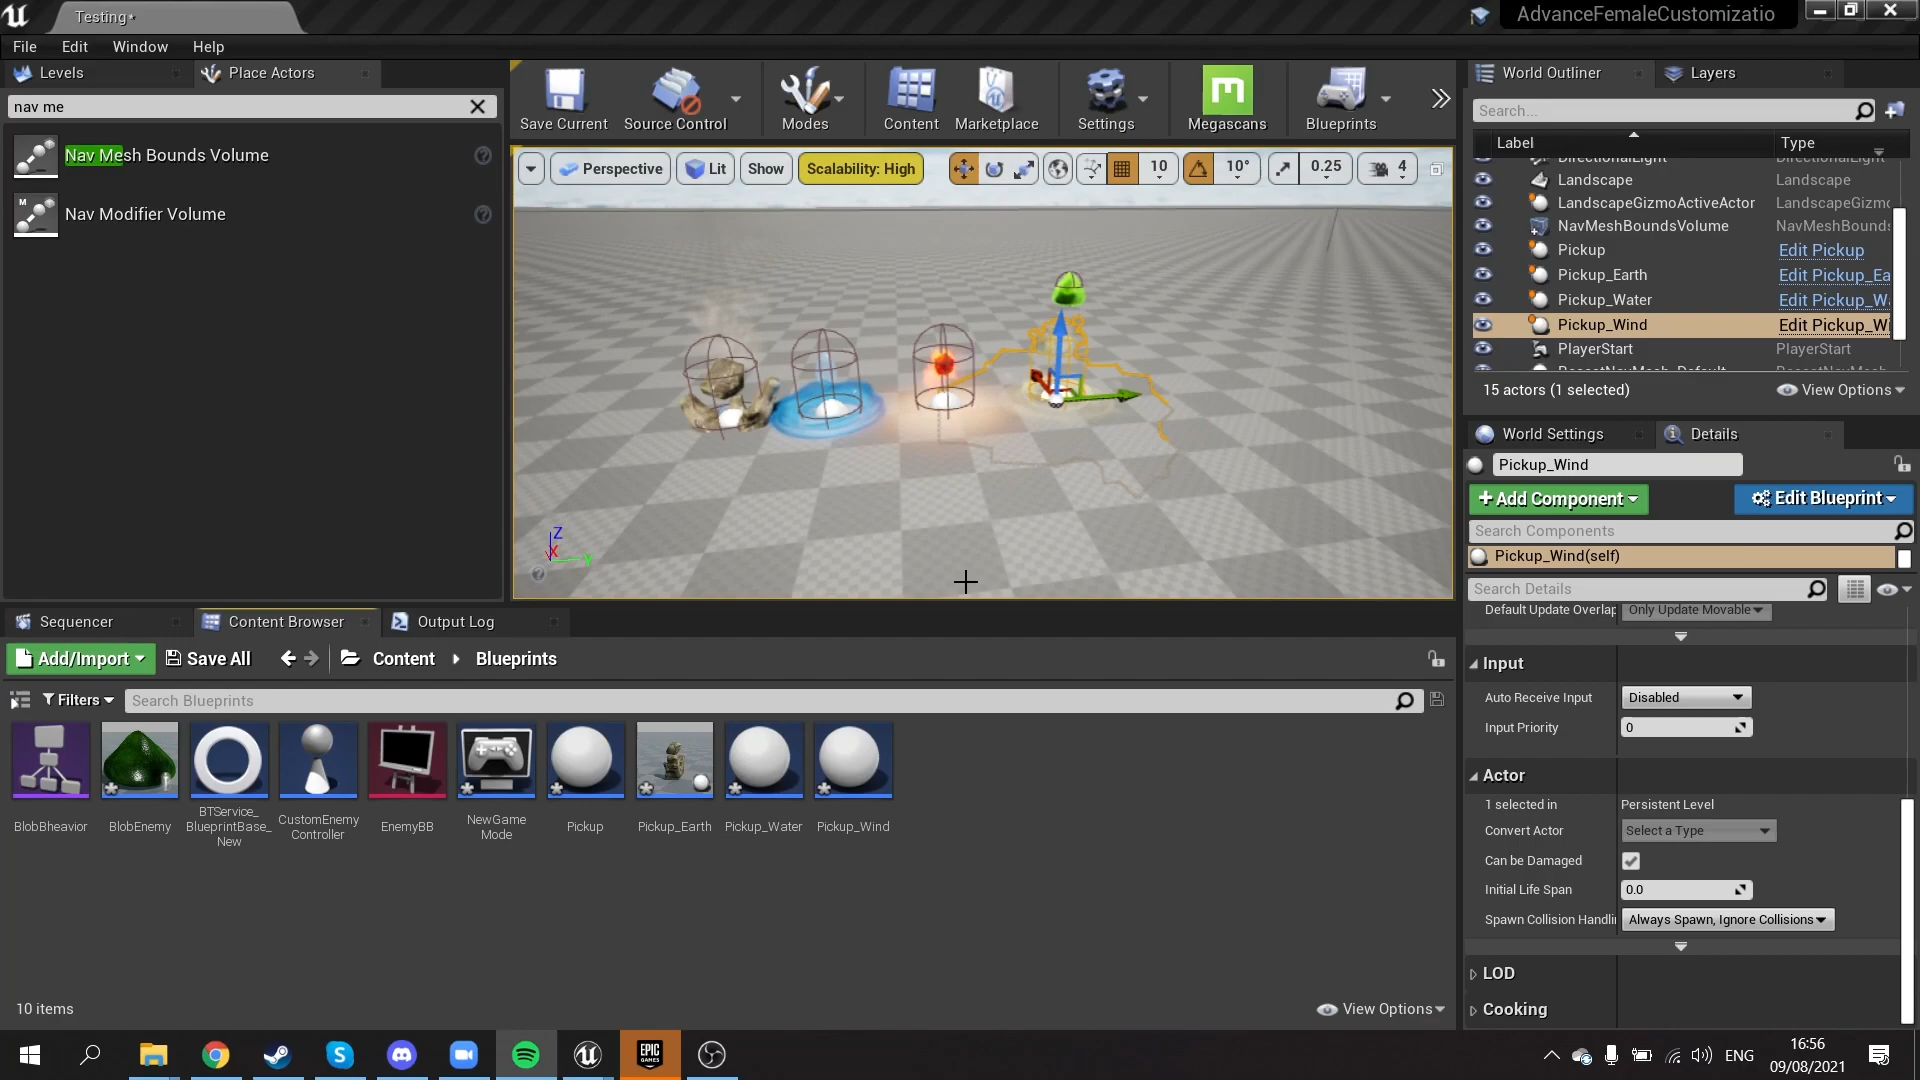 Testing*
AdvanceFemaleCustomizatio
File Edit Window Help
Levels
Place Actors
nav me
Nav Mesh Bounds Volume
M
Nav Modifier Volume
Save Current
Source Control
Modes
Content
Marketplace
Settings
Megascans
Blueprints
Perspective
Lit
Show
Scalability: High
10
10°
0.25
4
Z
X
Y
World Outliner
Layers
Search...
Label
Type
DirectionalLight
Landscape Landscape
LandscapeGizmoActiveActor LandscapeGizmo
NavMeshBoundsVolume NavMeshBounds
Pickup Edit Pickup
Pickup_Earth Edit Pickup_Ea
Pickup_Water Edit Pickup_Wa
Pickup_Wind Edit Pickup_Wi
PlayerStart PlayerStart
15 actors (1 selected)
View Options
World Settings
Details
Pickup_Wind
+ Add Component
Edit Blueprint
Search Components
Pickup_Wind(self)
Search Details
Default Update Overlap Only Update Movable
Input
Auto Receive Input Disabled
Input Priority 0
Actor
1 selected in Persistent Level
Convert Actor Select a Type
Can be Damaged
Initial Life Span 0.0
Spawn Collision Handlin Always Spawn, Ignore Collisions
LOD
Cooking
Sequencer
Content Browser
Output Log
Add/Import
Save All
Content
Blueprints
Filters
Search Blueprints
BlobBheavior
BlobEnemy
BTService_
BlueprintBase_
New
CustomEnemy
Controller
EnemyBB
NewGame
Mode
Pickup
Pickup_Earth
Pickup_Water
Pickup_Wind
10 items
View Options
EPIC
GAMES
ENG
16:56
09/08/2021